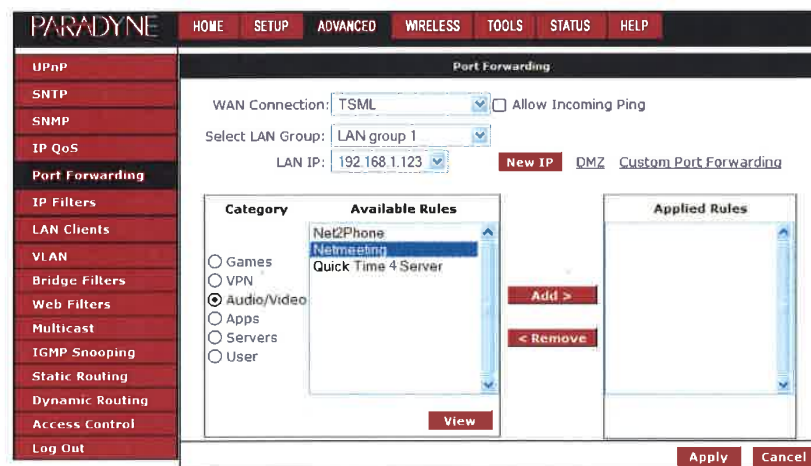 PARADYNE HOME SETUP ADVANCED WIRELESS TOOLS STATUS HELP
UPnP
SNTP
SNMP
IP QoS
Port Forwarding
IP Filters
LAN Clients
VLAN
Bridge Filters
Web Filters
Multicast
IGMP Snooping
Static Routing
Dynamic Routing
Access Control
Log Out
Port Forwarding
WAN Connection: TSML Allow Incoming Ping
Select LAN Group: LAN group 1
LAN IP: 192.168.1.123 New IP DMZ Custom Port Forwarding
Category Available Rules Applied Rules
Games
VPN
Audio/Video
Apps
Servers
User
Net2Phone
Netmeeting
Quick Time 4 Server
Add >
< Remove
View
Apply Cancel